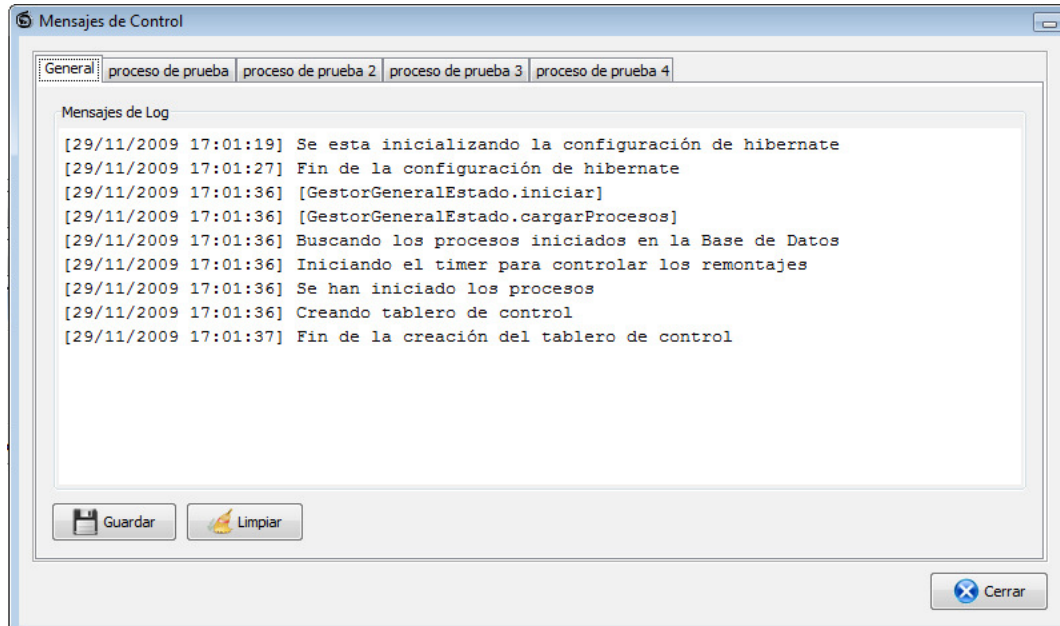 Mensajes de Control
General proceso de prueba proceso de prueba 2 proceso de prueba 3 proceso de prueba 4
Mensajes de Log
[29/11/2009 17:01:19] Se esta inicializando la configuración de hibernate
[29/11/2009 17:01:27] Fin de la configuración de hibernate
[29/11/2009 17:01:36] [GestorGeneralEstado.iniciar]
[29/11/2009 17:01:36] [GestorGeneralEstado.cargarProcesos]
[29/11/2009 17:01:36] Buscando los procesos iniciados en la Base de Datos
[29/11/2009 17:01:36] Iniciando el timer para controlar los remontajes
[29/11/2009 17:01:36] Se han iniciado los procesos
[29/11/2009 17:01:36] Creando tablero de control
[29/11/2009 17:01:37] Fin de la creación del tablero de control
Guardar Limpiar
Cerrar